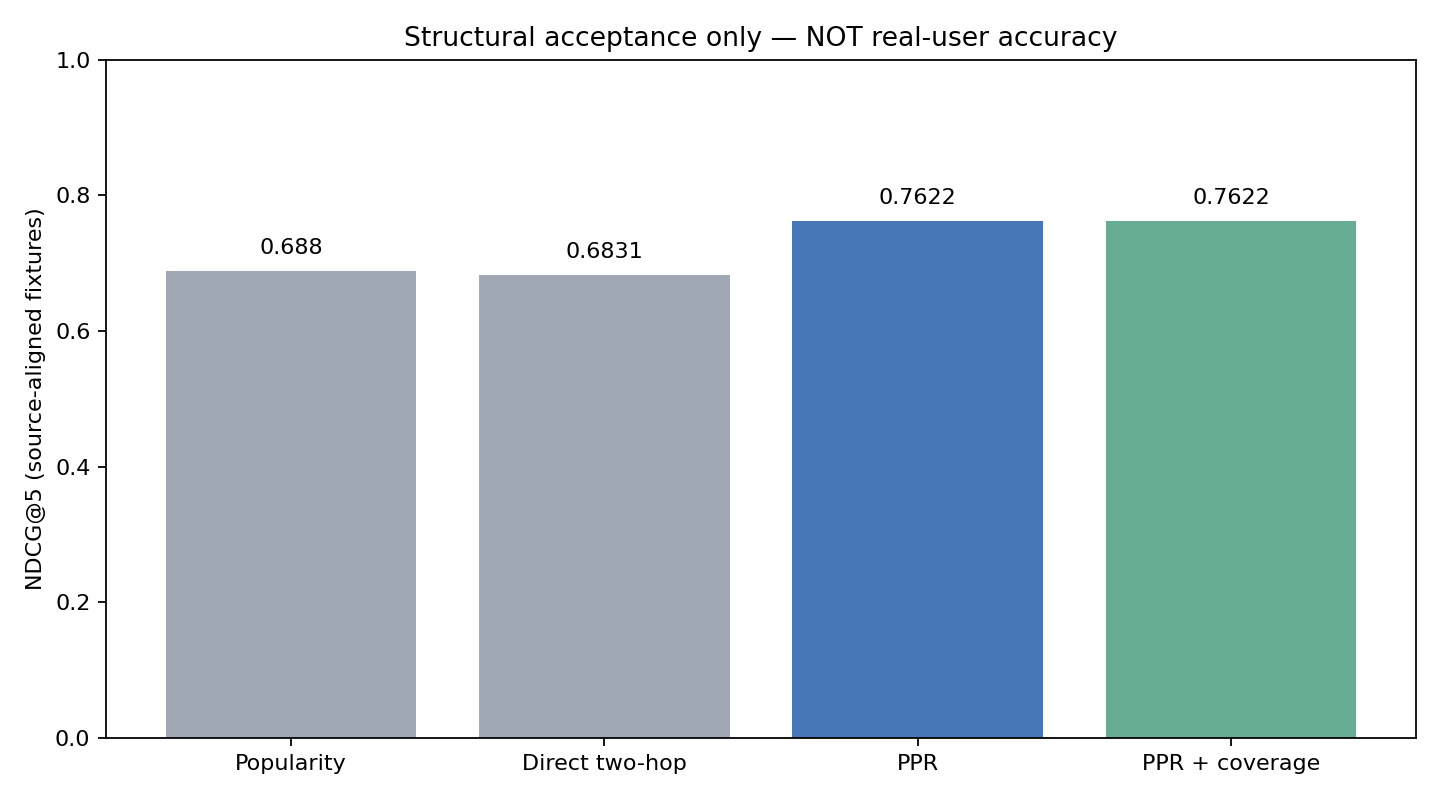 Structural acceptance only — NOT real-user accuracy
NDCG@5 (source-aligned fixtures)
1.0
0.8
0.6
0.4
0.2
0.0
0.688
0.6831
0.7622
0.7622
Popularity
Direct two-hop
PPR
PPR + coverage